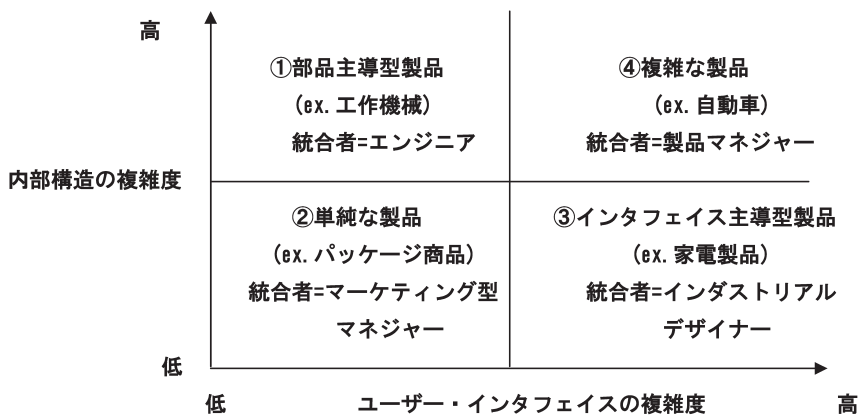 高
①部品主導型製品
(ex. 工作機械)
統合者=エンジニア
④複雑な製品
(ex. 自動車)
統合者=製品マネジャー
内部構造の複雑度
②単純な製品
(ex. パッケージ商品)
統合者=マーケティング型
マネジャー
③インタフェイス主導型製品
(ex. 家電製品)
統合者=インダストリアル
デザイナー
低
低
ユーザー・インタフェイスの複雑度
高